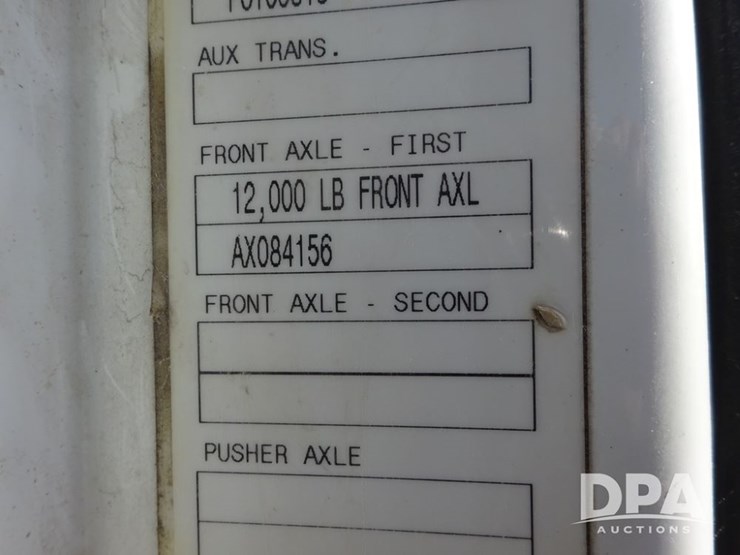 AUX TRANS.
FRONT AXLE - FIRST
12,000 LB FRONT AXL
AX084156
FRONT AXLE - SECOND
PUSHER AXLE
DPA
AUCTIONS